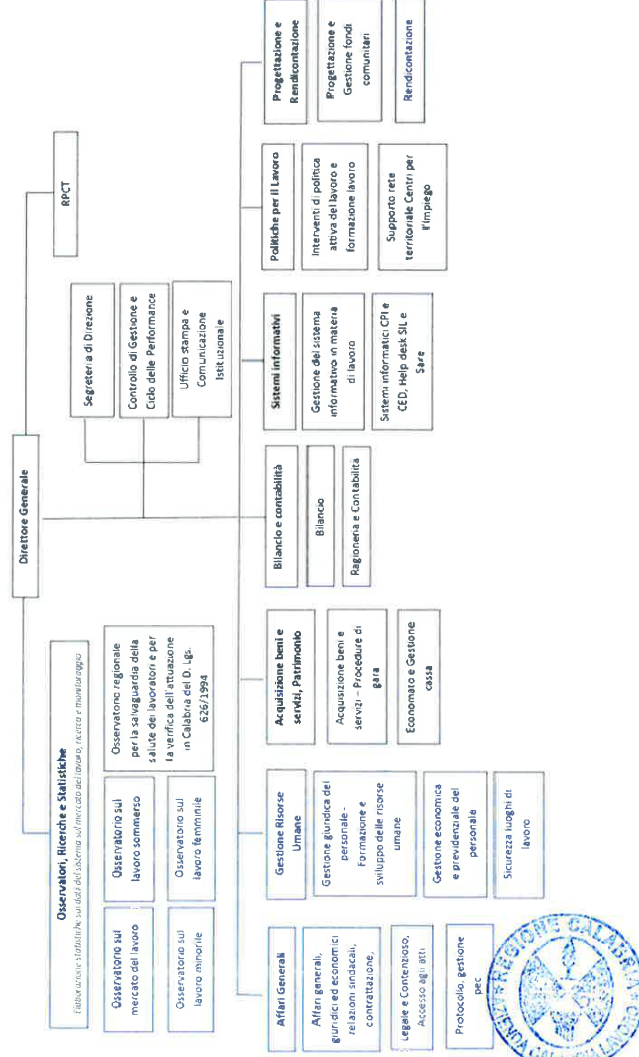 Direttore Generale
RPCT
Osservatori, Ricerche e Statistiche
Elaborazioni e statistiche sui dati del sistema sul mercato del lavoro, ricerca e monitoraggio
Osservatorio sul
mercato del lavoro
Osservatorio sul
lavoro sommerso
Osservatorio sul
lavoro minorile
Osservatorio sul
lavoro femminile
Osservatorio regionale
per la salvaguardia della
salute dei lavoratori e per
la verifica dell'attuazione
in Calabria del D. Lgs.
626/1994
Segreteria di Direzione
Controllo di Gestione e
Ciclo delle Performance
Ufficio stampa e
Comunicazione
Istituzionale
Affari Generali
Affari generali,
giuridici ed economici
relazioni sindacali,
contrattazione,
Legale e Contenzioso,
Accesso agli atti
Protocollo, gestione
pec
Gestione Risorse
Umane
Gestione giuridica del
personale -
Formazione e
sviluppo delle risorse
umane
Gestione economica
e previdenziale del
personale
Sicurezza luoghi di
lavoro
Acquisizione beni e
servizi, Patrimonio
Acquisizione beni e
servizi – Procedure di
gara
Economato e Gestione
cassa
Bilancio e contabilità
Bilancio
Ragioneria e Contabilità
Sistemi informativi
Gestione del sistema
informativo in materia
di lavoro
Sistemi informatici CPI e
CED, Help desk SIL e
Sare
Politiche per il Lavoro
Interventi di politica
attiva del lavoro e
formazione lavoro
Supporto rete
territoriale Centri per
l'Impiego
Progettazione e
Rendicontazione
Progettazione e
Gestione fondi
comunitari
Rendicontazione
REGIONE CALABRIA
CALABRIA LAVORO